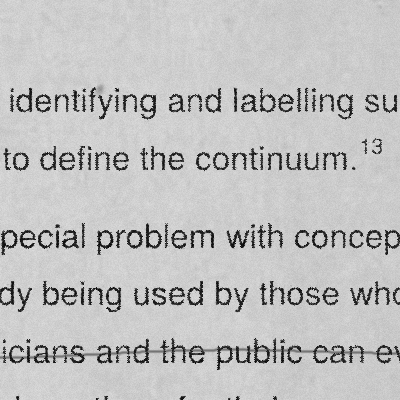 identifying and labelling su
to define the continuum.13
pecial problem with concep
dy being used by those who
icians and the public can ev